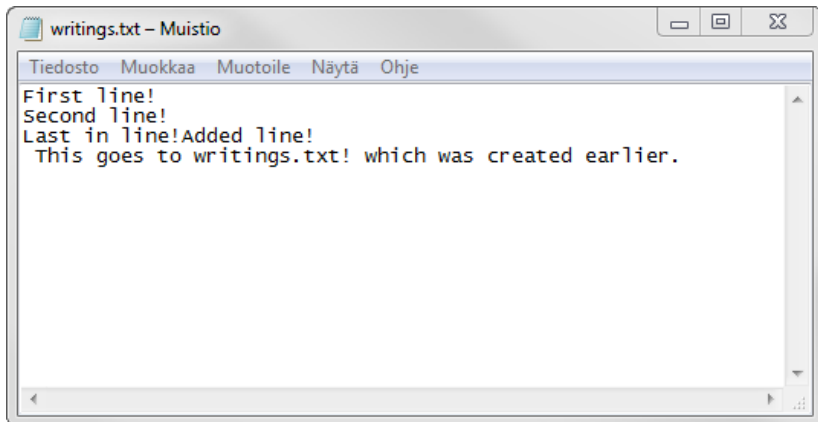 writings.txt – Muistio
Tiedosto Muokkaa Muotoile Näytä Ohje
First line!
Second line!
Last in line!Added line!
 This goes to writings.txt! which was created earlier.